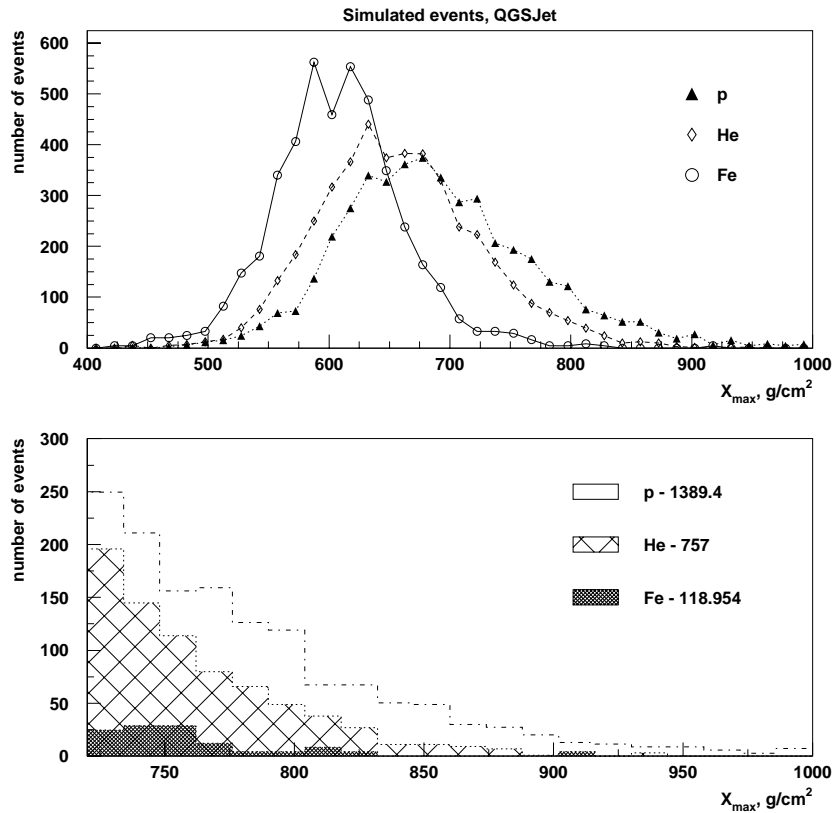 Simulated events, QGSJet
number of events
600
500
400
300
200
100
0
p
He
Fe
400 500 600 700 800 900 1000
X_max, g/cm²
number of events
300
250
200
150
100
50
0
p - 1389.4
He - 757
Fe - 118.954
750 800 850 900 950 1000
X_max, g/cm²